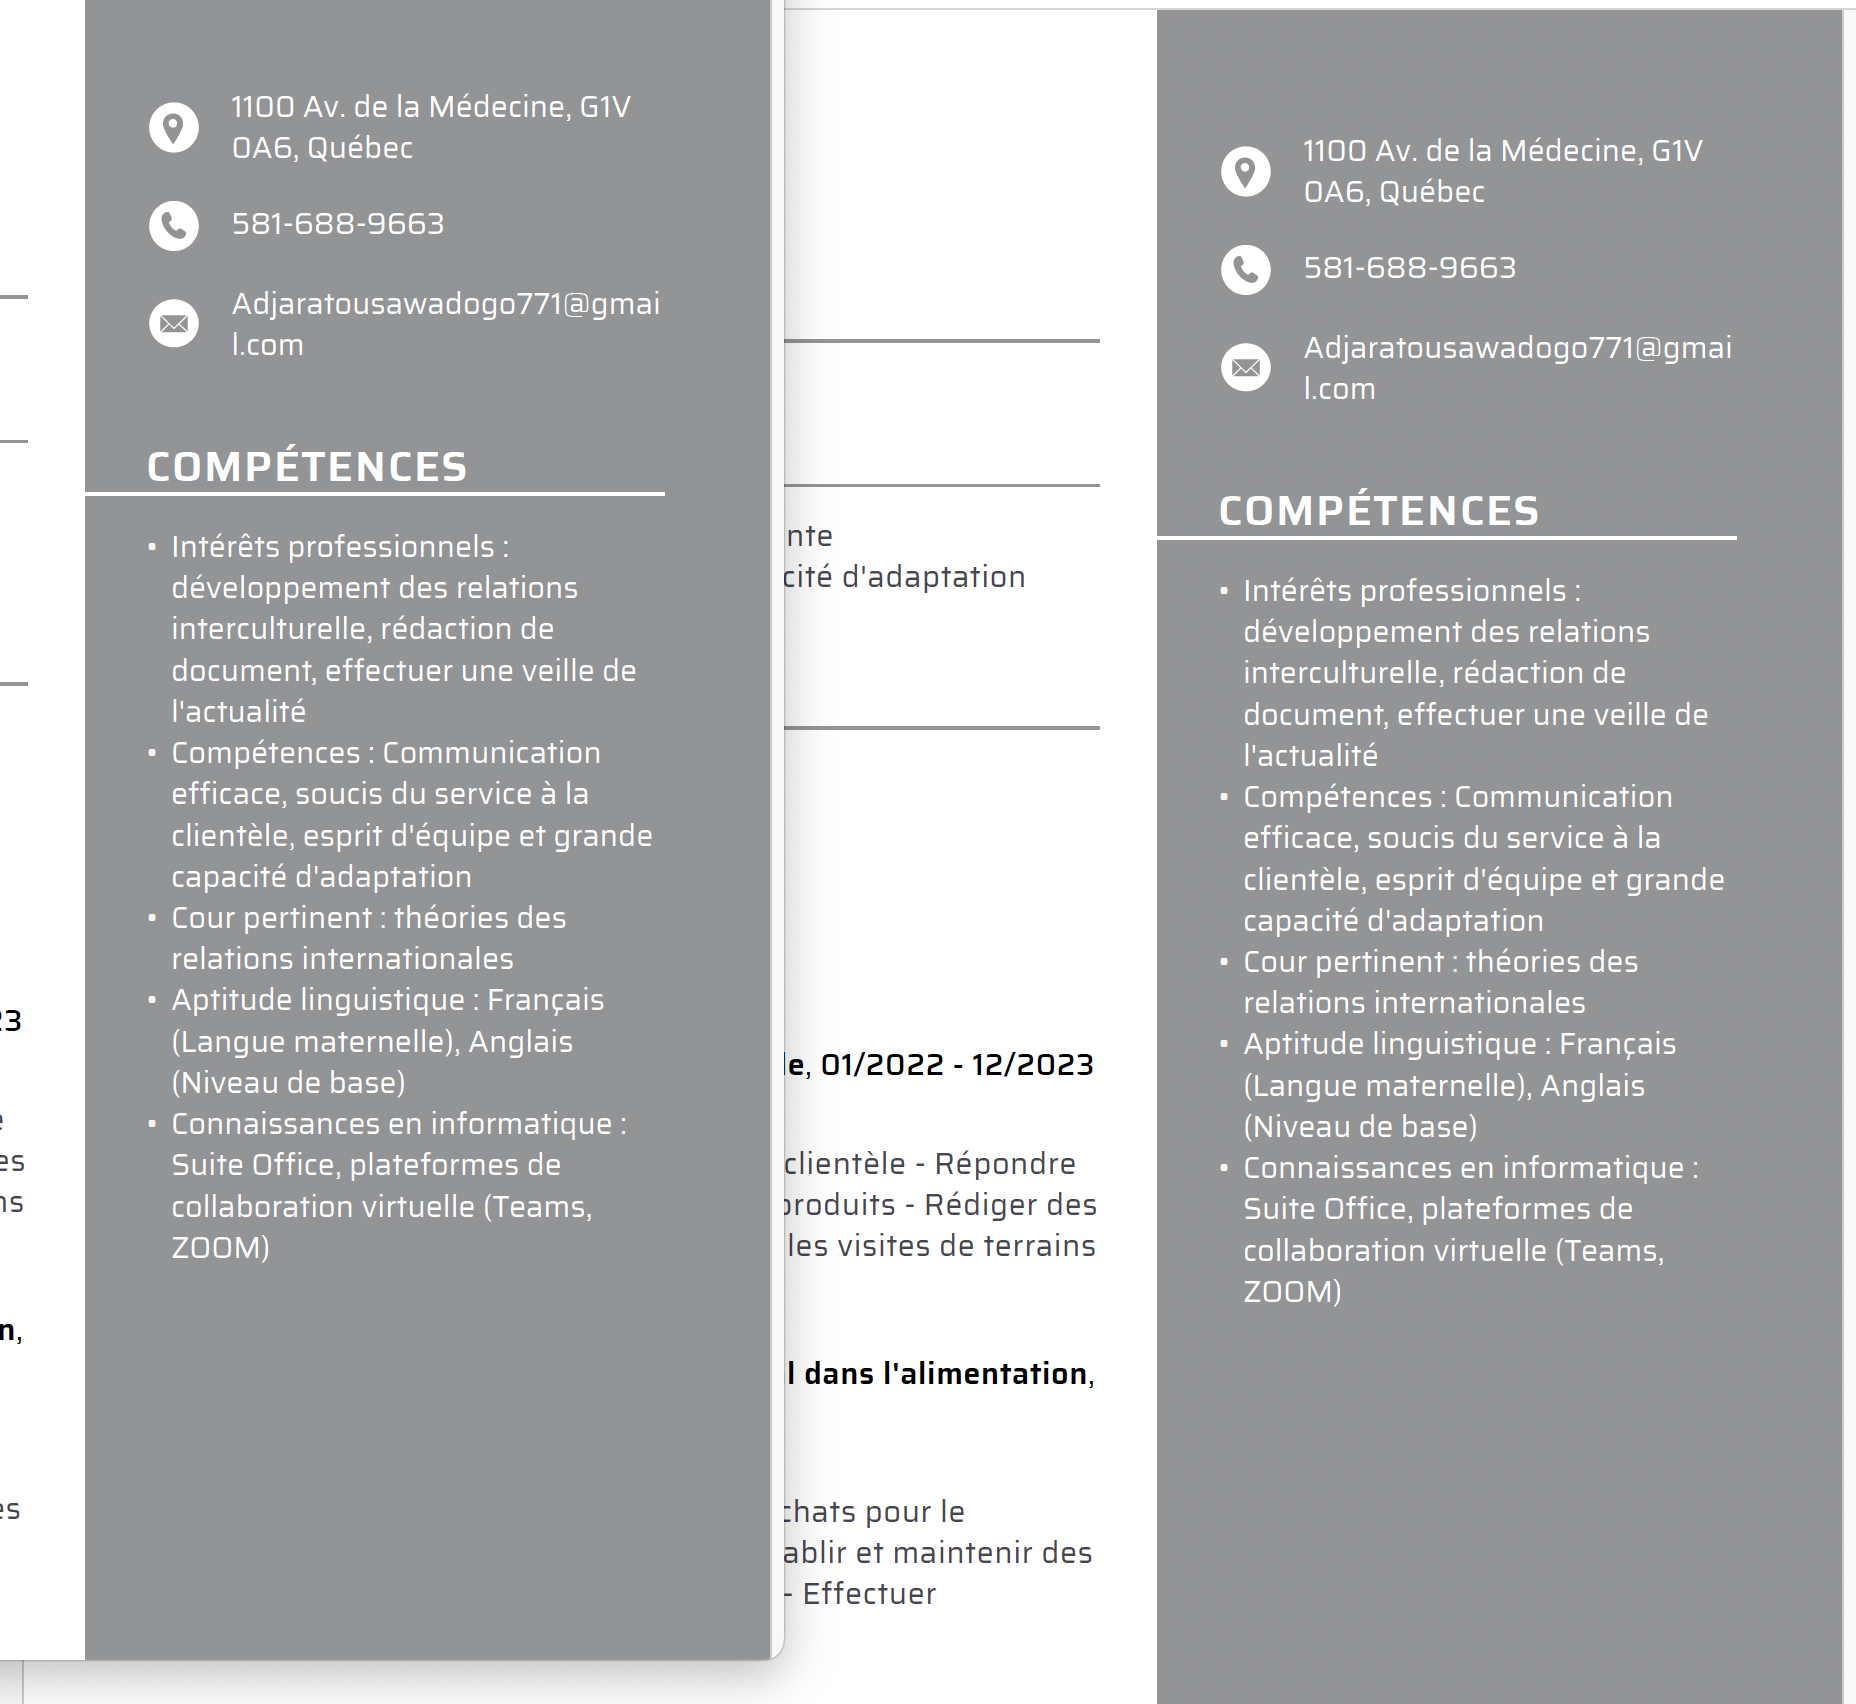 1100 Av. de la Médecine, G1V
0A6, Québec
581-688-9663
Adjaratousawadogo771@gmai
l.com
COMPÉTENCES
• Intérêts professionnels :
développement des relations
interculturelle, rédaction de
document, effectuer une veille de
l'actualité
• Compétences : Communication
efficace, soucis du service à la
clientèle, esprit d'équipe et grande
capacité d'adaptation
• Cour pertinent : théories des
relations internationales
• Aptitude linguistique : Français
(Langue maternelle), Anglais
(Niveau de base)
• Connaissances en informatique :
Suite Office, plateformes de
collaboration virtuelle (Teams,
ZOOM)
23
es
ns
n,
es
nte
cité d'adaptation
le, 01/2022 - 12/2023
clientèle - Répondre
produits - Rédiger des
les visites de terrains
l dans l'alimentation,
chats pour le
ablir et maintenir des
- Effectuer
1100 Av. de la Médecine, G1V
0A6, Québec
581-688-9663
Adjaratousawadogo771@gmai
l.com
COMPÉTENCES
• Intérêts professionnels :
développement des relations
interculturelle, rédaction de
document, effectuer une veille de
l'actualité
• Compétences : Communication
efficace, soucis du service à la
clientèle, esprit d'équipe et grande
capacité d'adaptation
• Cour pertinent : théories des
relations internationales
• Aptitude linguistique : Français
(Langue maternelle), Anglais
(Niveau de base)
• Connaissances en informatique :
Suite Office, plateformes de
collaboration virtuelle (Teams,
ZOOM)